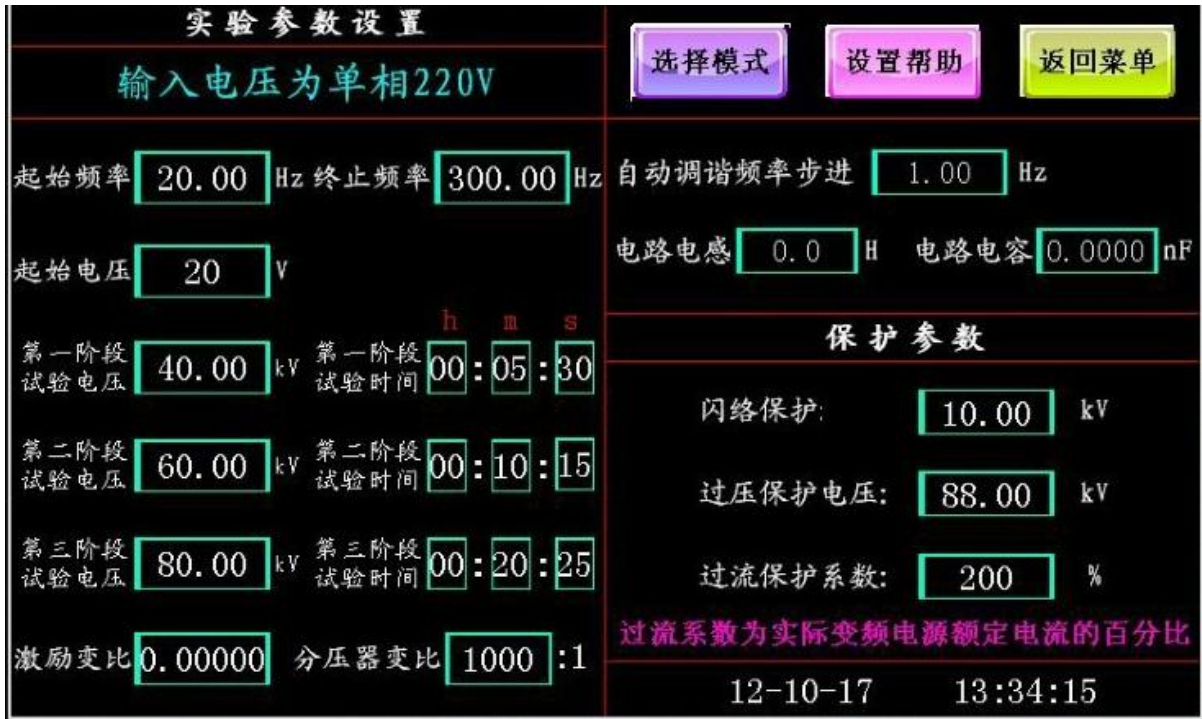 实验参数设置
输入电压为单相220V
选择模式 设置帮助 返回菜单
起始频率 20.00 Hz 终止频率 300.00 Hz
起始电压 20 V
h m s
第一阶段试验电压 40.00 kV 第一阶段试验时间 00:05:30
第二阶段试验电压 60.00 kV 第二阶段试验时间 00:10:15
第三阶段试验电压 80.00 kV 第三阶段试验时间 00:20:25
激励变比 0.00000 分压器变比 1000 :1
自动调谐频率步进 1.00 Hz
电路电感 0.0 H 电路电容 0.0000 nF
保护参数
闪络保护: 10.00 kV
过压保护电压: 88.00 kV
过流保护系数: 200 %
过流系数为实际变频电源额定电流的百分比
12-10-17 13:34:15